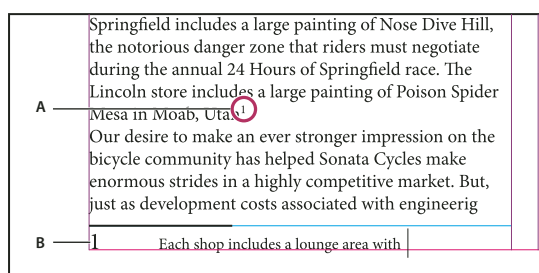 Springfield includes a large painting of Nose Dive Hill,
the notorious danger zone that riders must negotiate
during the annual 24 Hours of Springfield race. The
Lincoln store includes a large painting of Poison Spider
A
Mesa in Moab, Utah1
Our desire to make an ever stronger impression on the
bicycle community has helped Sonata Cycles make
enormous strides in a highly competitive market. But,
just as development costs associated with engineerig
B
1 Each shop includes a lounge area with